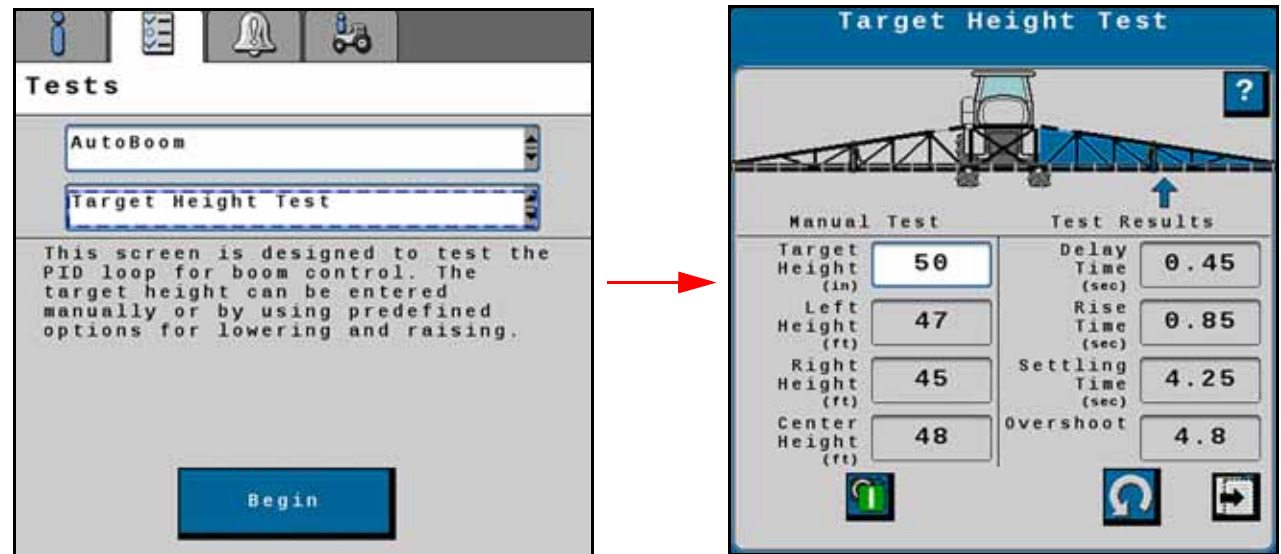 Tests
AutoBoom
Target Height Test
This screen is designed to test the
PID loop for boom control. The
target height can be entered
manually or by using predefined
options for lowering and raising.
Begin
Target Height Test
?
Manual Test
Target
Height
(in)
50
Left
Height
(ft)
47
Right
Height
(ft)
45
Center
Height
(ft)
48
Test Results
Delay
Time
(sec)
0.45
Rise
Time
(sec)
0.85
Settling
Time
(sec)
4.25
Overshoot
4.8